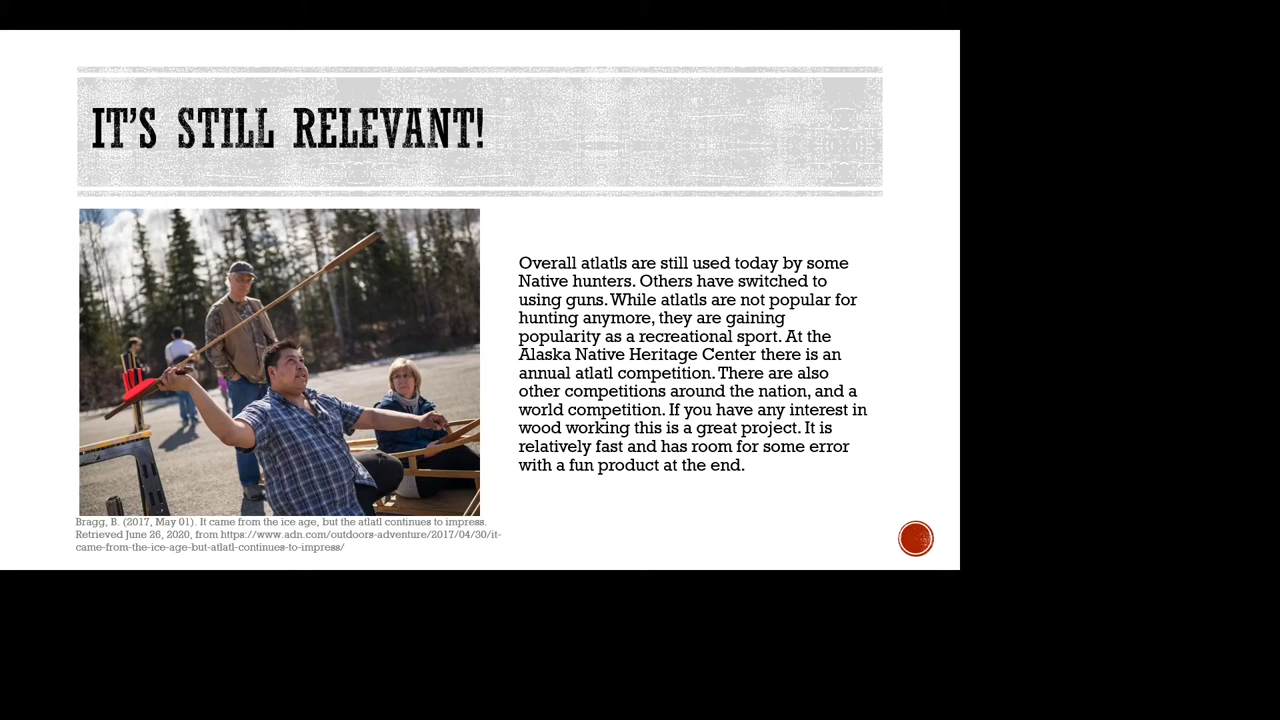 IT'S STILL RELEVANT!
Overall atlatls are still used today by some
Native hunters. Others have switched to
using guns. While atlatls are not popular for
hunting anymore, they are gaining
popularity as a recreational sport. At the
Alaska Native Heritage Center there is an
annual atlatl competition. There are also
other competitions around the nation, and a
world competition. If you have any interest in
wood working this is a great project. It is
relatively fast and has room for some error
with a fun product at the end.
Bragg, B. (2017, May 01). It came from the ice age, but the atlatl continues to impress.
Retrieved June 26, 2020, from https://www.adn.com/outdoors-adventure/2017/04/30/it-
came-from-the-ice-age-but-atlatl-continues-to-impress/